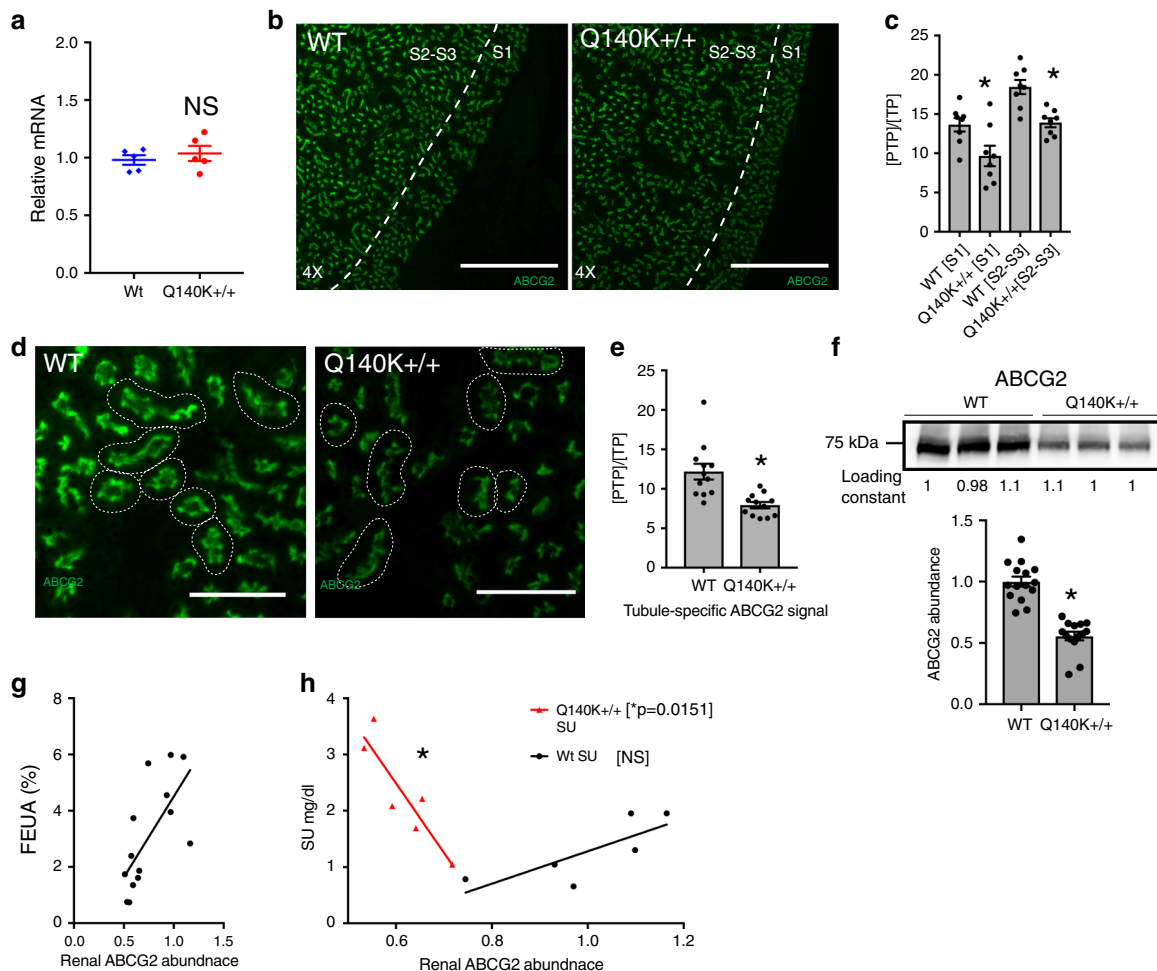 a
2.0
1.5
1.0
0.5
0.0
Relative mRNA
NS
Wt
Q140K+/+
b
WT
S2-S3
S1
4X
ABCG2
Q140K+/+
S2-S3
S1
4X
ABCG2
c
25
20
15
10
5
0
[PTP]/[TP]
*
*
WT [S1]
Q140K+/+ [S1]
WT [S2-S3]
Q140K+/+[S2-S3]
d
WT
ABCG2
Q140K+/+
ABCG2
e
25
20
15
10
5
0
[PTP]/[TP]
*
WT
Q140K+/+
Tubule-specific ABCG2 signal
f
ABCG2
WT
Q140K+/+
75 kDa
Loading
constant
1 0.98 1.1 1.1 1 1
1.5
1.0
0.5
0.0
ABCG2 abundance
*
WT
Q140K+/+
g
8
6
4
2
0
FEUA (%)
0.0 0.5 1.0 1.5
Renal ABCG2 abundnace
h
4
3
2
1
0
SU mg/dl
Q140K+/+ [*p=0.0151]
SU
Wt SU [NS]
*
0.6 0.8 1.0 1.2
Renal ABCG2 abundnace